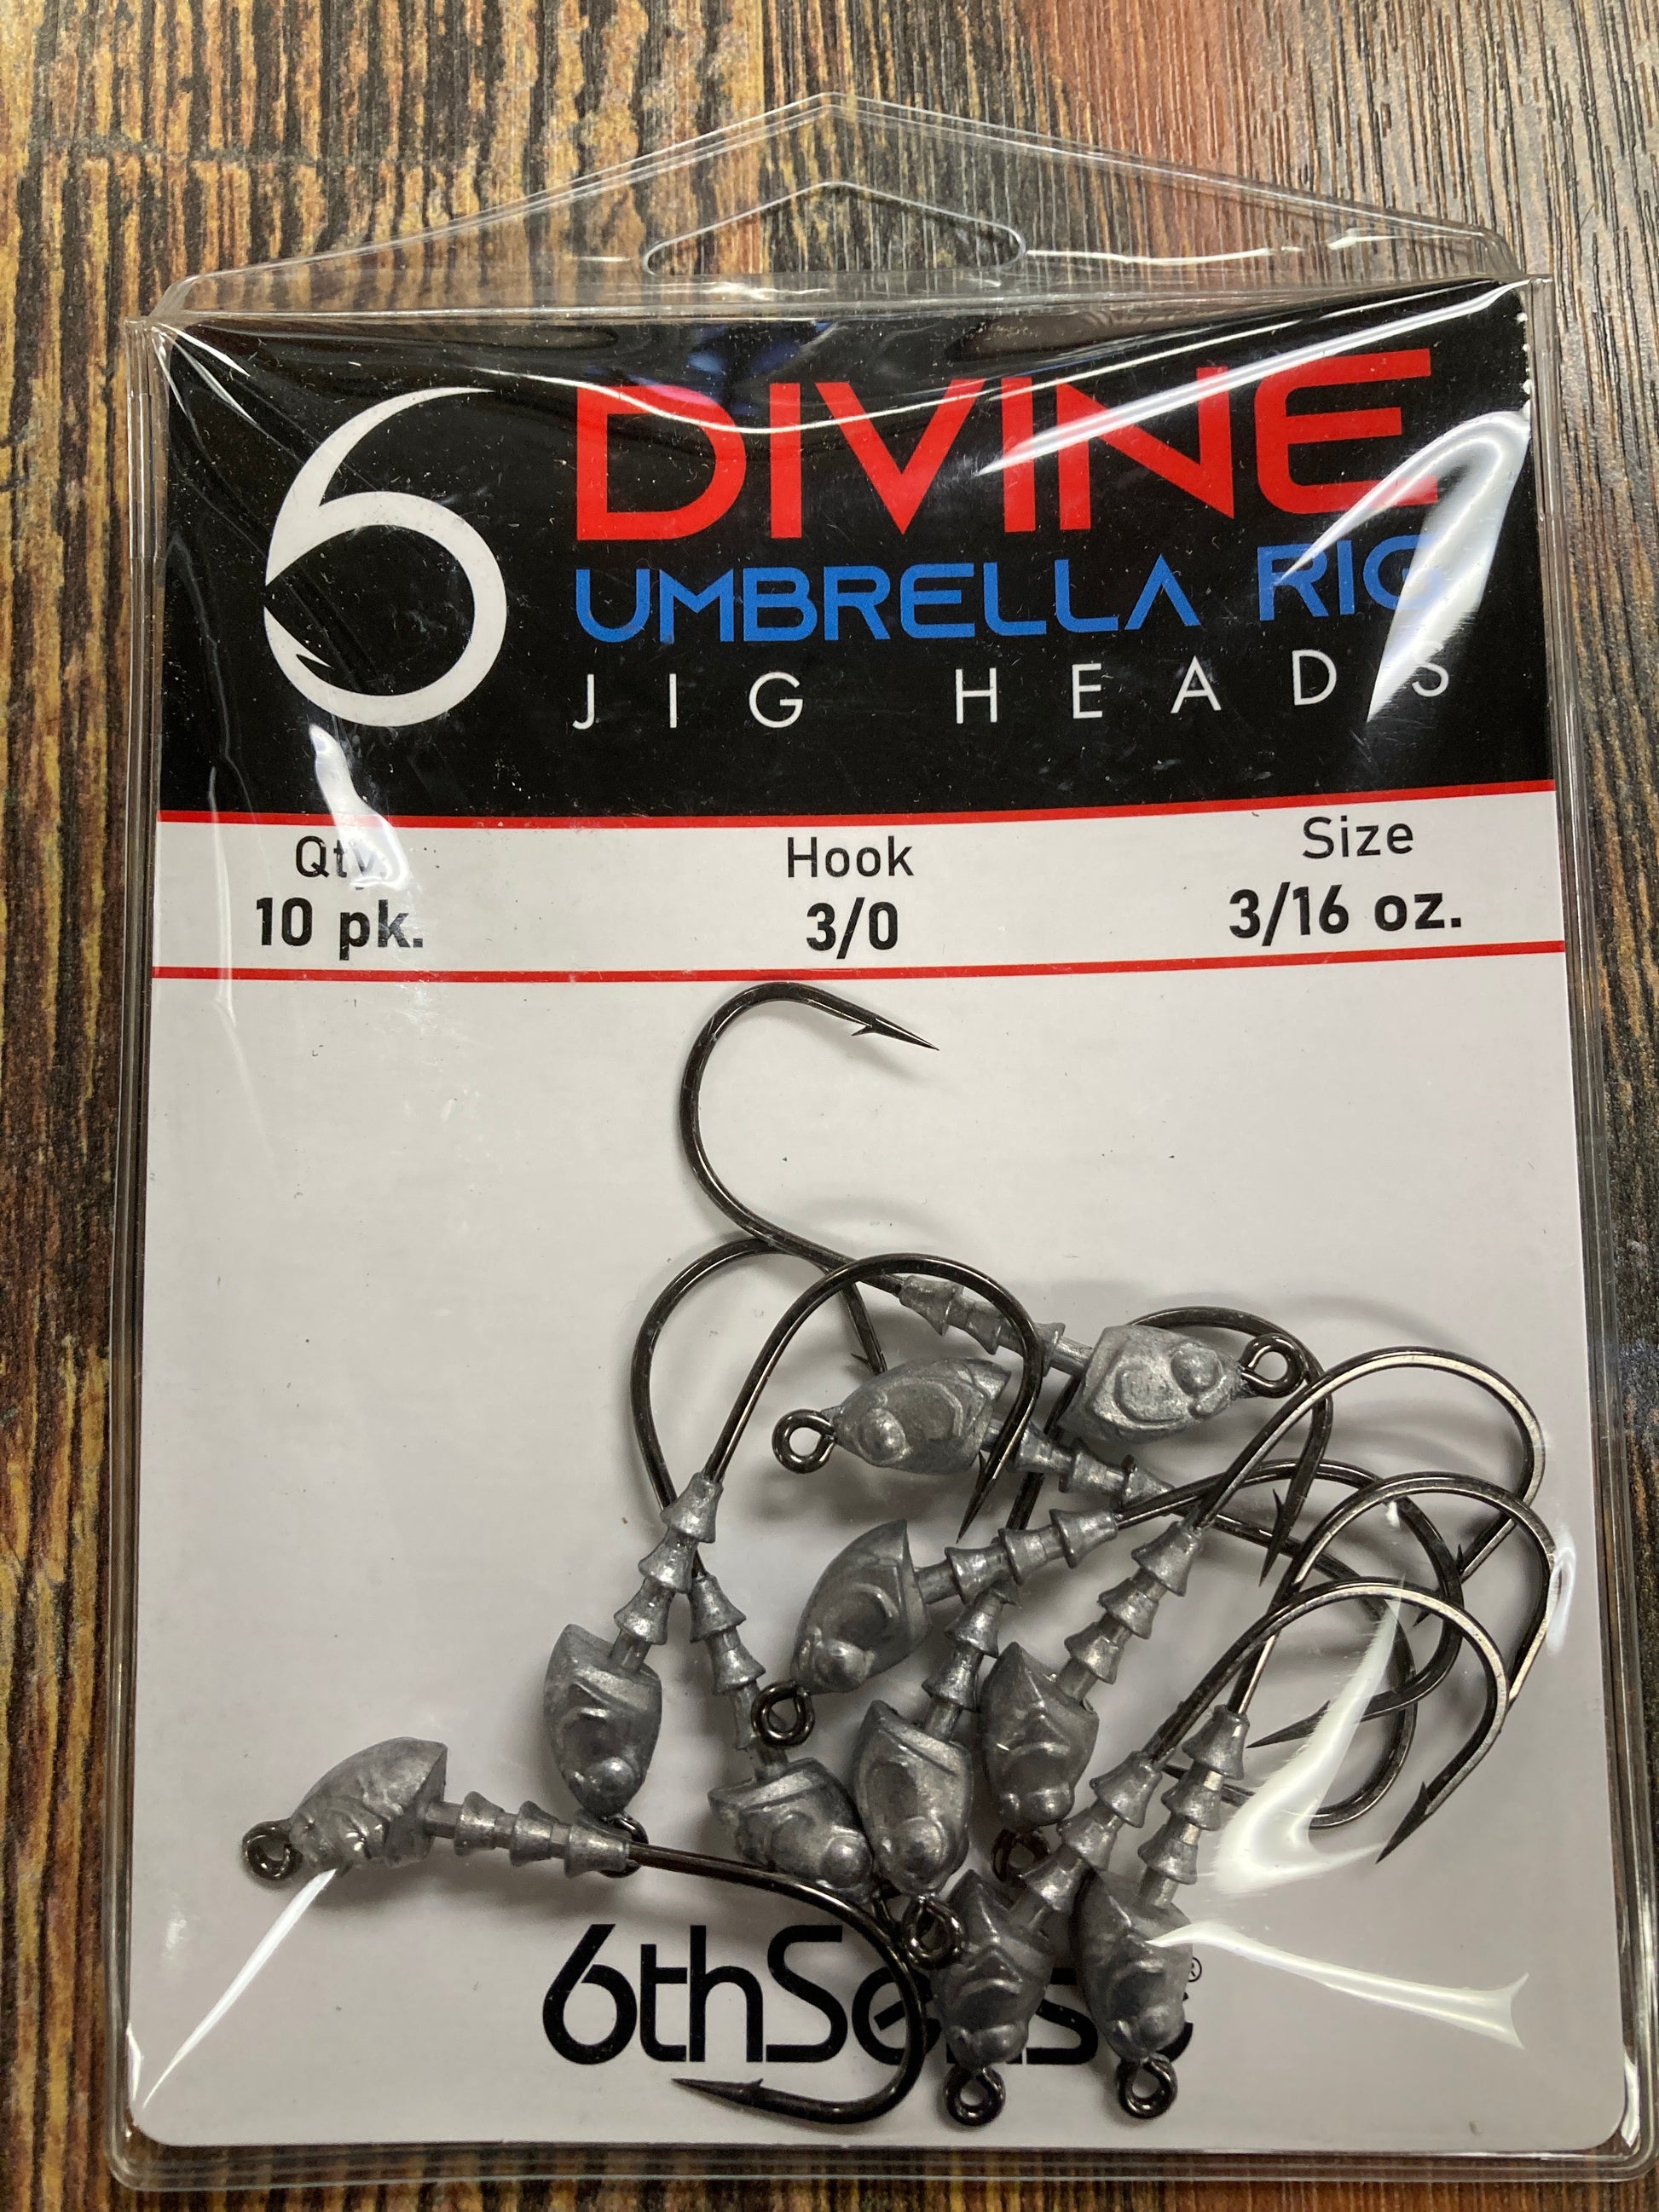 6 DIVINE
UMBRELLA RIG
JIG HEADS
Qty. Hook Size
10 pk. 3/0 3/16 oz.
6thSense®